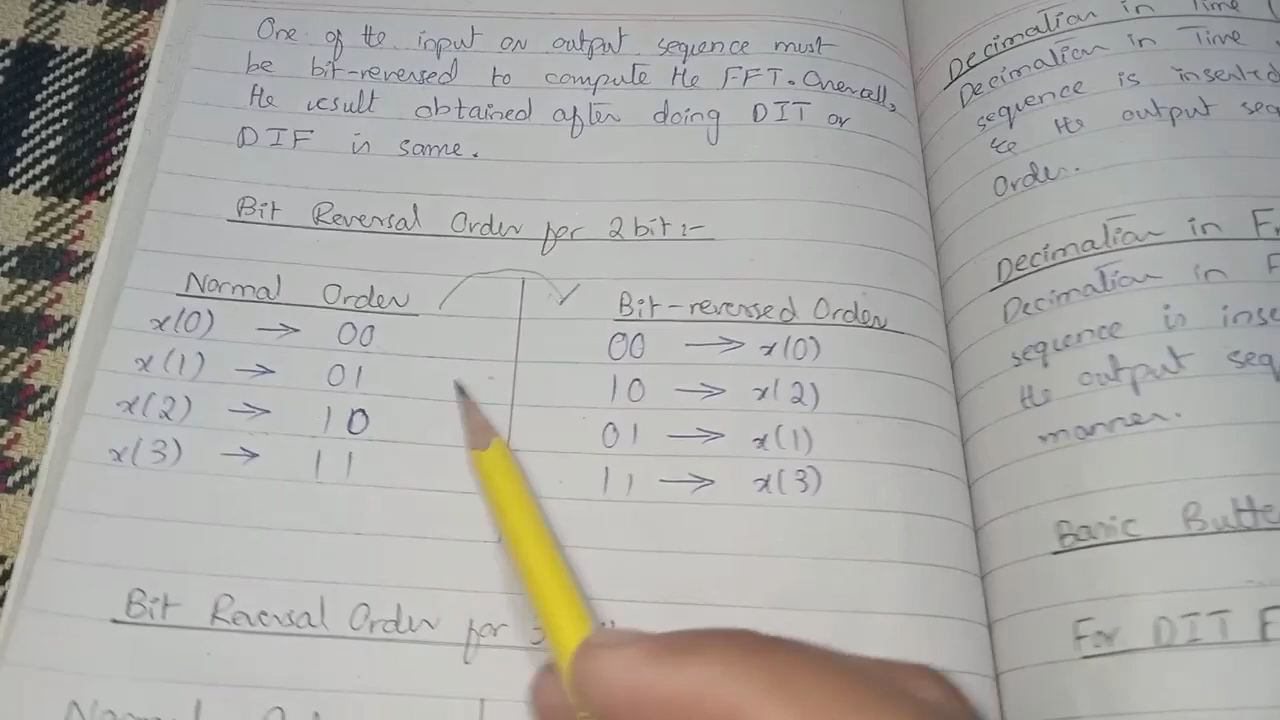 One of the input or output sequence must
be bit-reversed to compute the FFT. Overall,
the result obtained after doing DIT or
DIF is same.
Bit Reversal Order for 2 bit :-
Normal Order
x(0) → 00
x(1) → 01
x(2) → 10
x(3) → 11
Bit-reversed Order
00 → x(0)
10 → x(2)
01 → x(1)
11 → x(3)
Bit Reversal Order for
Normal
Decimation in Time (
Decimation in Time
sequence is inserted
the output seq
Order.
Decimation in F
Decimation in F
sequence is inse
the output seq
manner.
Basic Butte
For DIT F